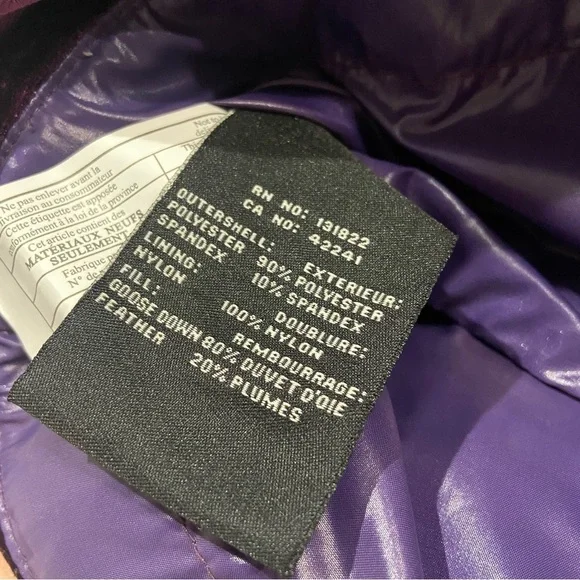 RN NO: 131822
CA NO: 42241
OUTERSHELL: EXTERIEUR:
POLYESTER 90% POLYESTER
SPANDEX 10% SPANDEX
LINING: DOUBLURE:
NYLON 100% NYLON
FILL: REMBOURRAGE:
GOOSE DOWN 80% DUVET D'OIE
FEATHER 20% PLUMES
Ne pas enlever avant la
livraison au consommateur
Cette étiquette est apposée
conformément à la loi de la province
Cet article contient des
MATÉRIAUX NEUFS
SEULEMENT
Fabriqué
Not